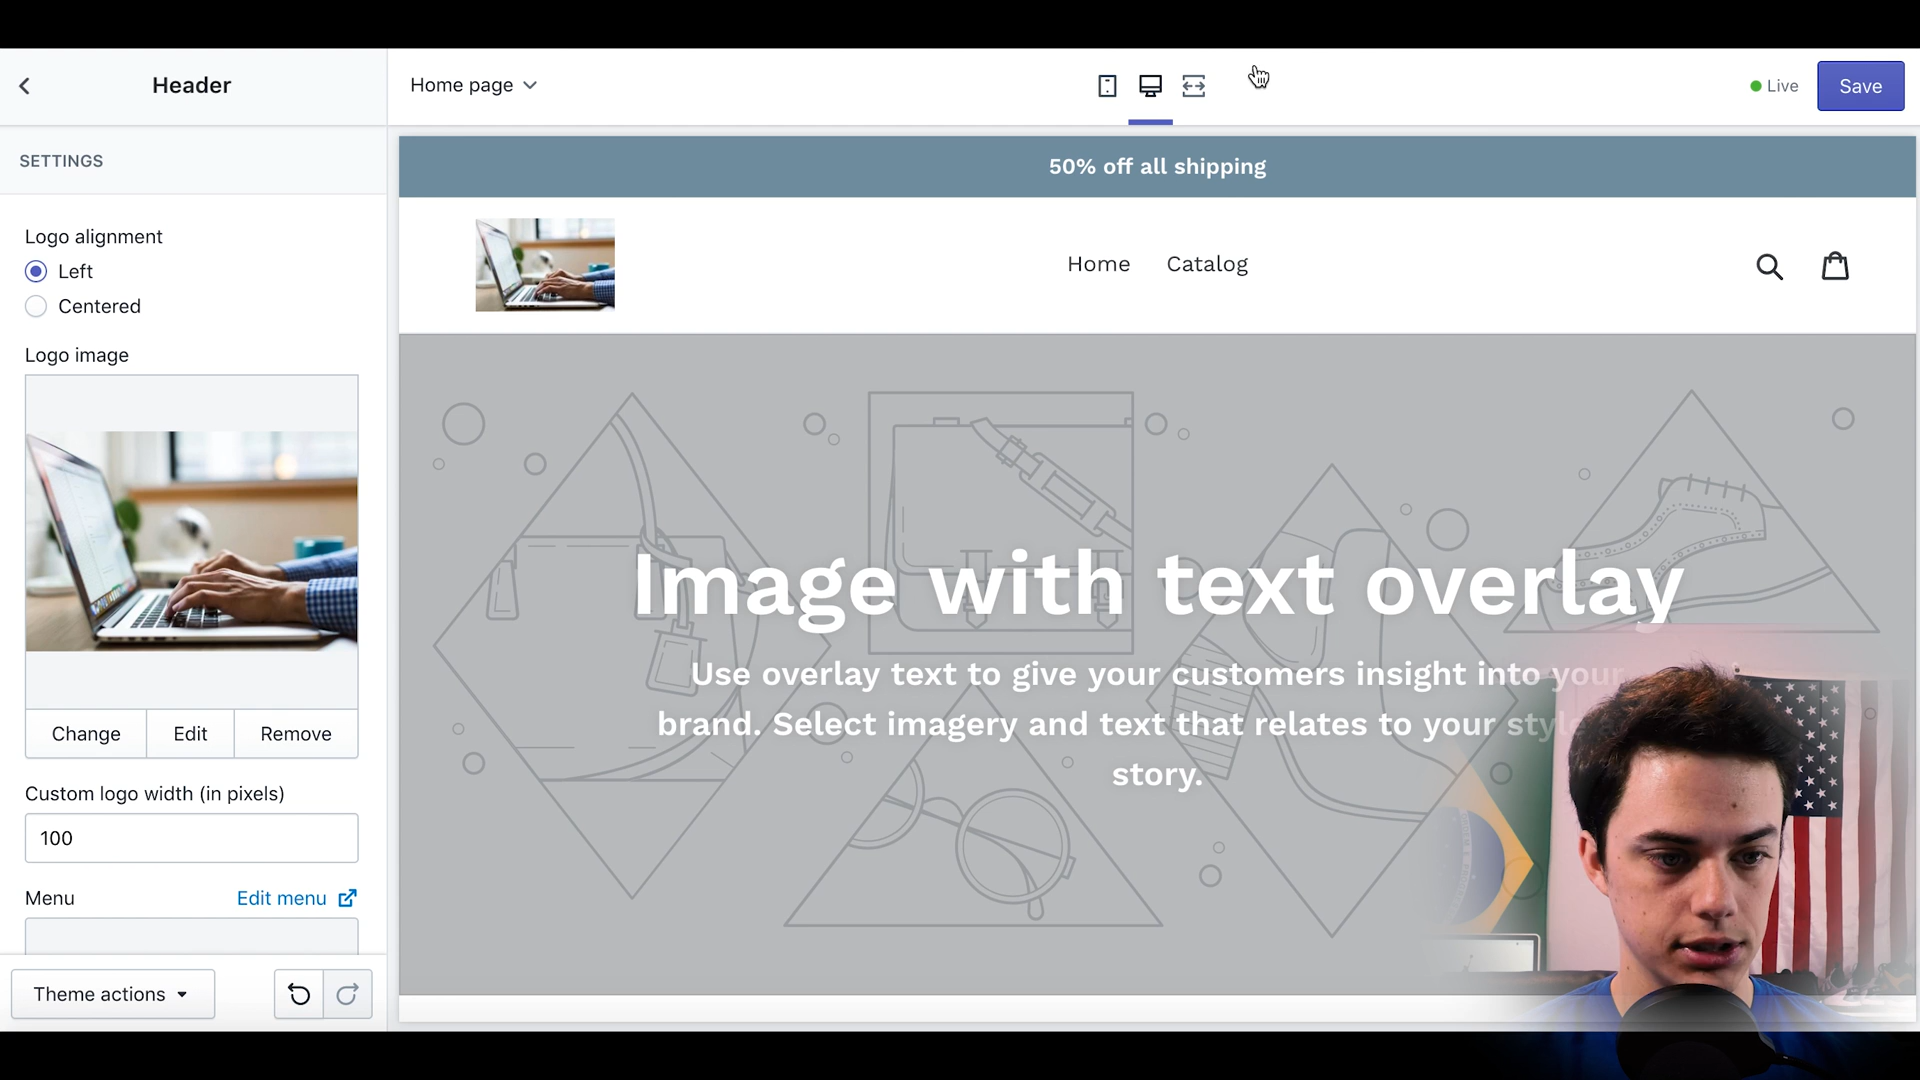 Header
Home page
Live
Save
SETTINGS
Logo alignment
Left
Centered
Logo image
Change
Edit
Remove
Custom logo width (in pixels)
100
Menu
Edit menu
Theme actions
50% off all shipping
Home
Catalog
Image with text overlay
Use overlay text to give your customers insight into your
brand. Select imagery and text that relates to your style
story.